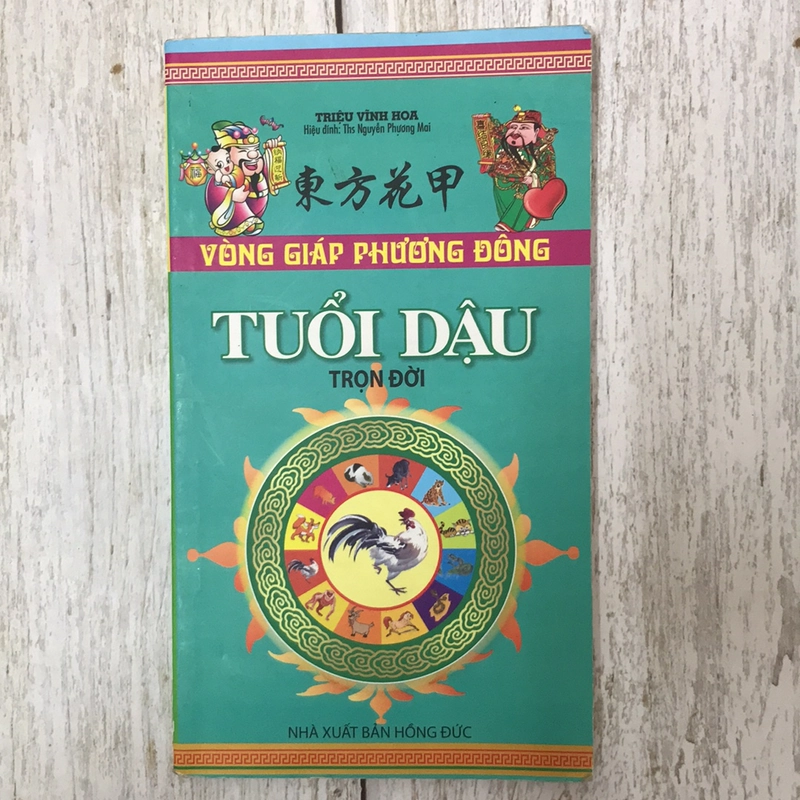 TRIỆU VĨNH HOA
Hiệu đính: Ths Nguyễn Phương Mai
東方花甲
VÒNG GIÁP PHƯƠNG ĐÔNG
TUỔI DẬU
TRỌN ĐỜI
NHÀ XUẤT BẢN HỒNG ĐỨC